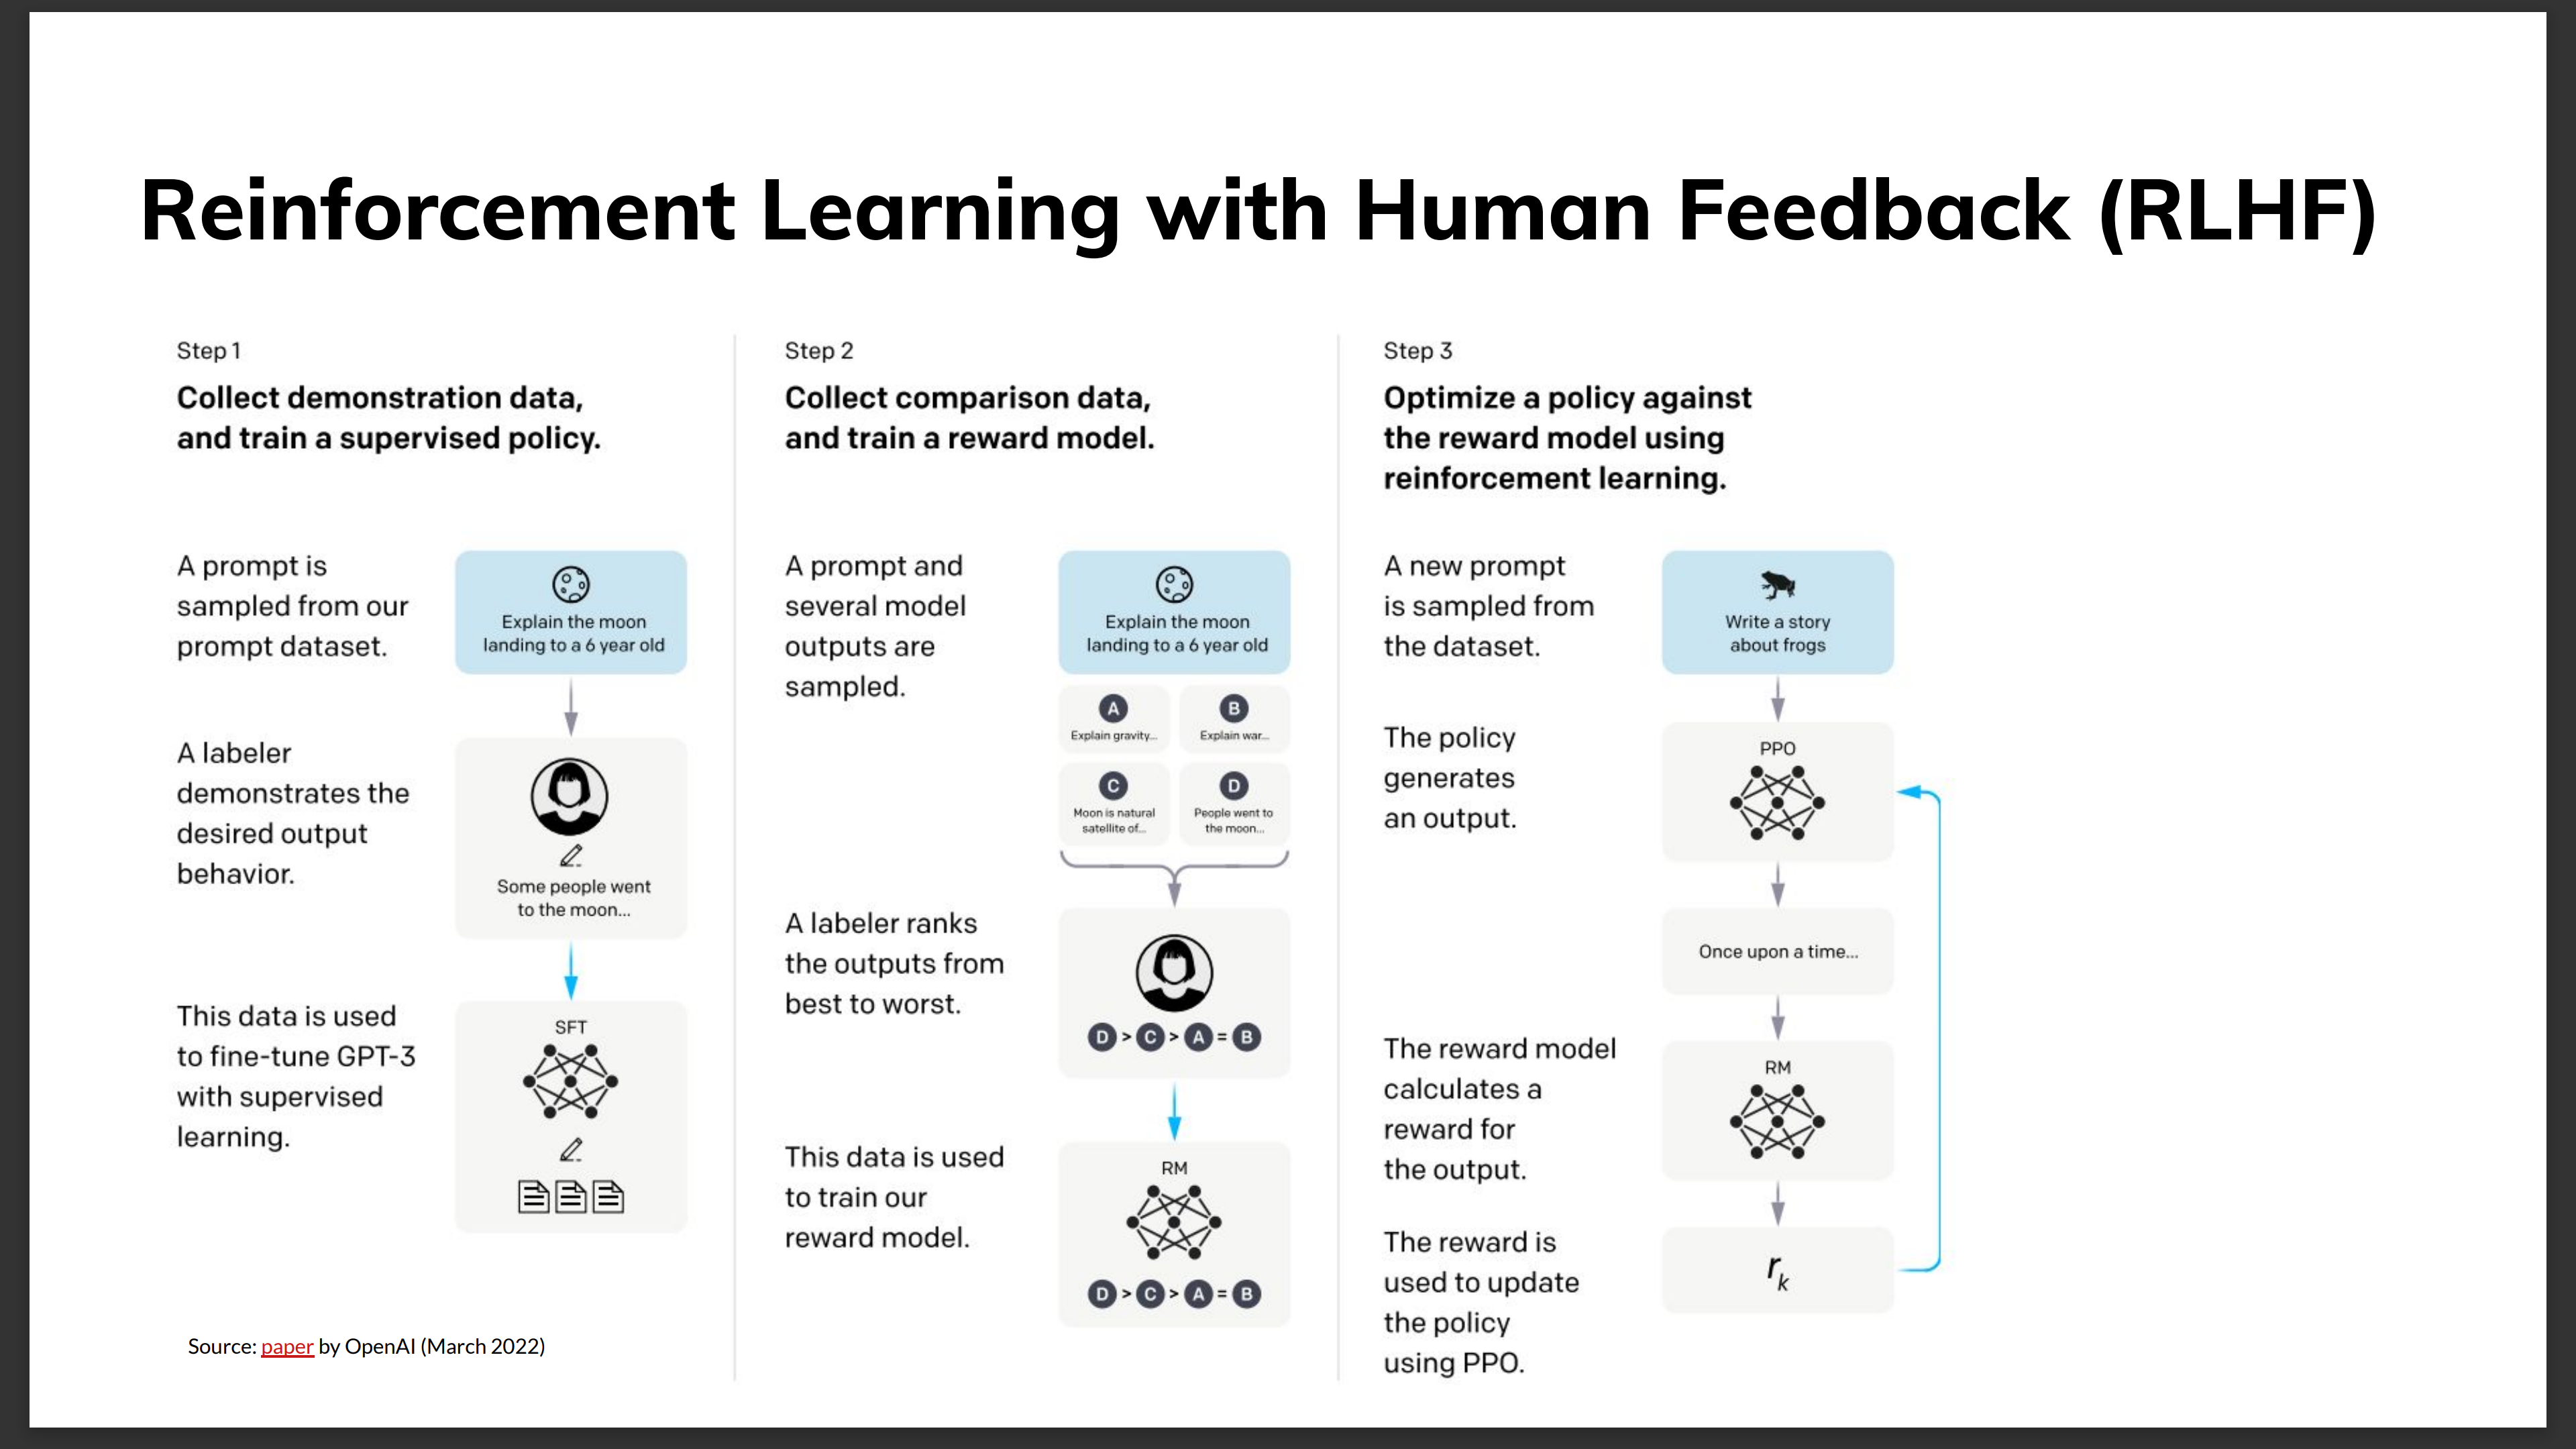 Reinforcement Learning with Human Feedback (RLHF)
Step 1
Collect demonstration data,
and train a supervised policy.
A prompt is
sampled from our
prompt dataset.
Explain the moon
landing to a 6 year old
A labeler
demonstrates the
desired output
behavior.
Some people went
to the moon...
This data is used
to fine-tune GPT-3
with supervised
learning.
SFT
Source: paper by OpenAI (March 2022)
Step 2
Collect comparison data,
and train a reward model.
A prompt and
several model
outputs are
sampled.
Explain the moon
landing to a 6 year old
A
Explain gravity...
B
Explain war...
C
Moon is natural
satellite of...
D
People went to
the moon...
A labeler ranks
the outputs from
best to worst.
D > C > A = B
This data is used
to train our
reward model.
RM
D > C > A = B
Step 3
Optimize a policy against
the reward model using
reinforcement learning.
A new prompt
is sampled from
the dataset.
Write a story
about frogs
The policy
generates
an output.
PPO
Once upon a time...
The reward model
calculates a
reward for
the output.
RM
The reward is
used to update
the policy
using PPO.
rk